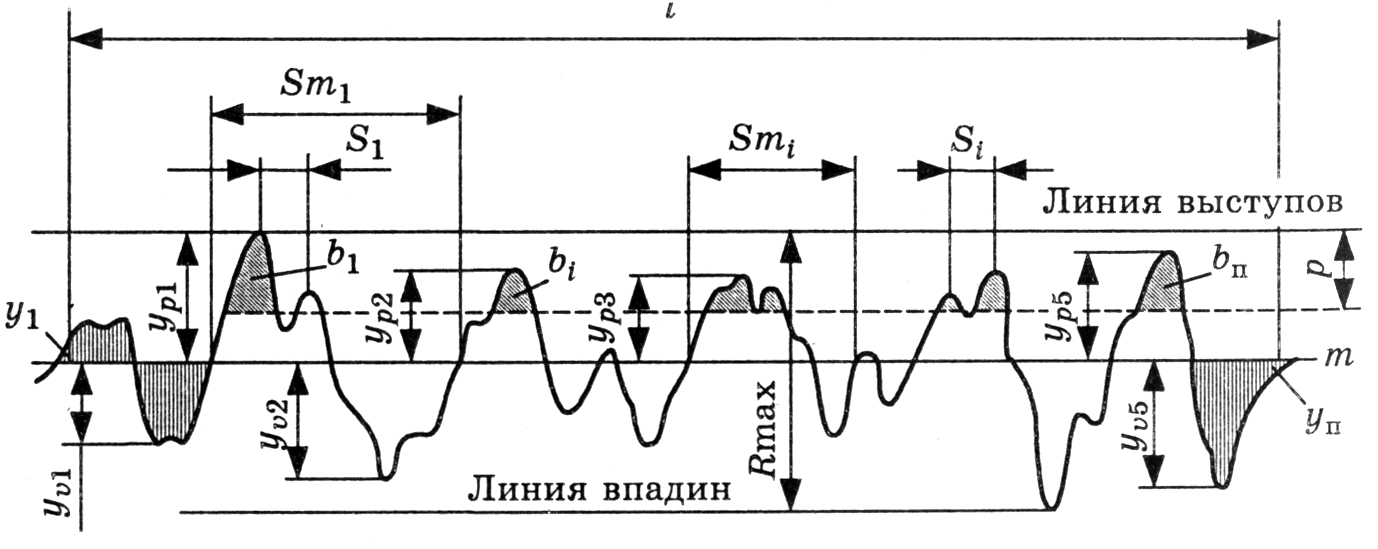 l
Sm₁
S₁
Smᵢ
Sᵢ
Линия выступов
b₁
bᵢ
bп
p
y₁
yp1
yp2
yp3
yp5
m
yv1
yv2
Rmax
yv5
yп
Линия впадин